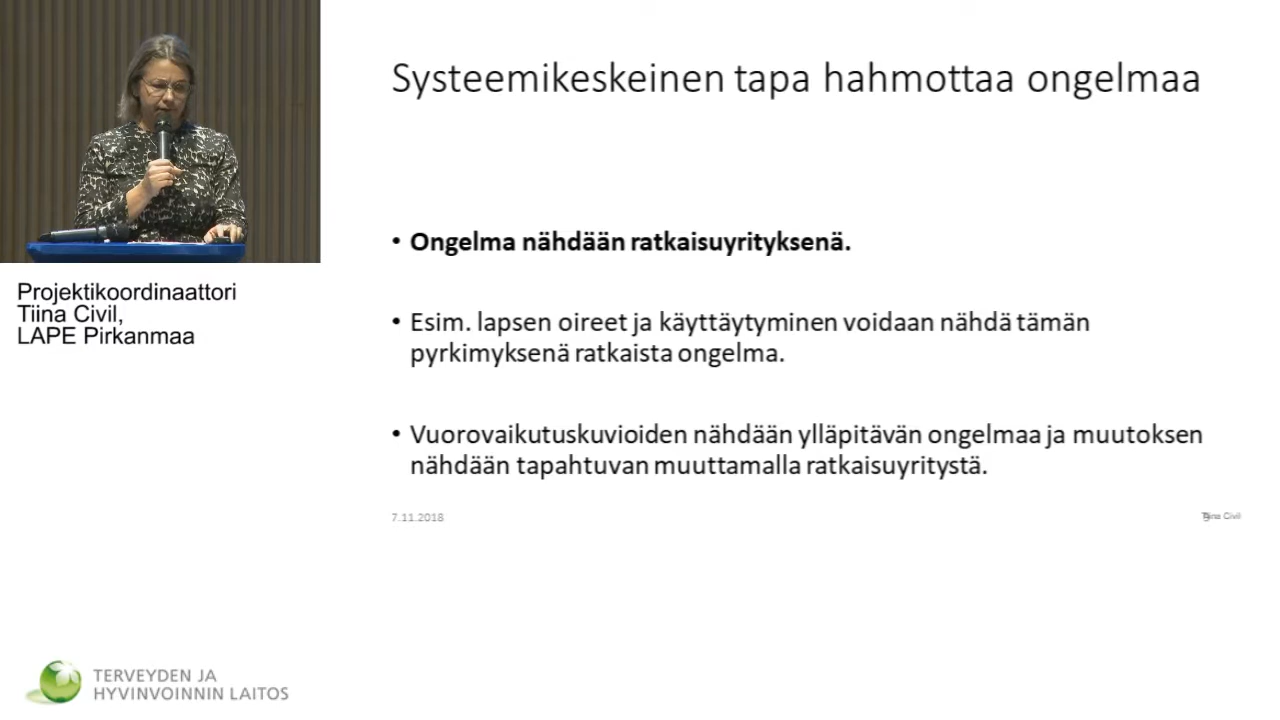 Systeemikeskeinen tapa hahmottaa ongelmaa
• Ongelma nähdään ratkaisuyrityksenä.
• Esim. lapsen oireet ja käyttäytyminen voidaan nähdä tämän
pyrkimyksenä ratkaista ongelma.
• Vuorovaikutuskuvioiden nähdään ylläpitävän ongelmaa ja muutoksen
nähdään tapahtuvan muuttamalla ratkaisuyritystä.
7.11.2018
Tiina Civil
Projektikoordinaattori
Tiina Civil,
LAPE Pirkanmaa
TERVEYDEN JA
HYVINVOINNIN LAITOS